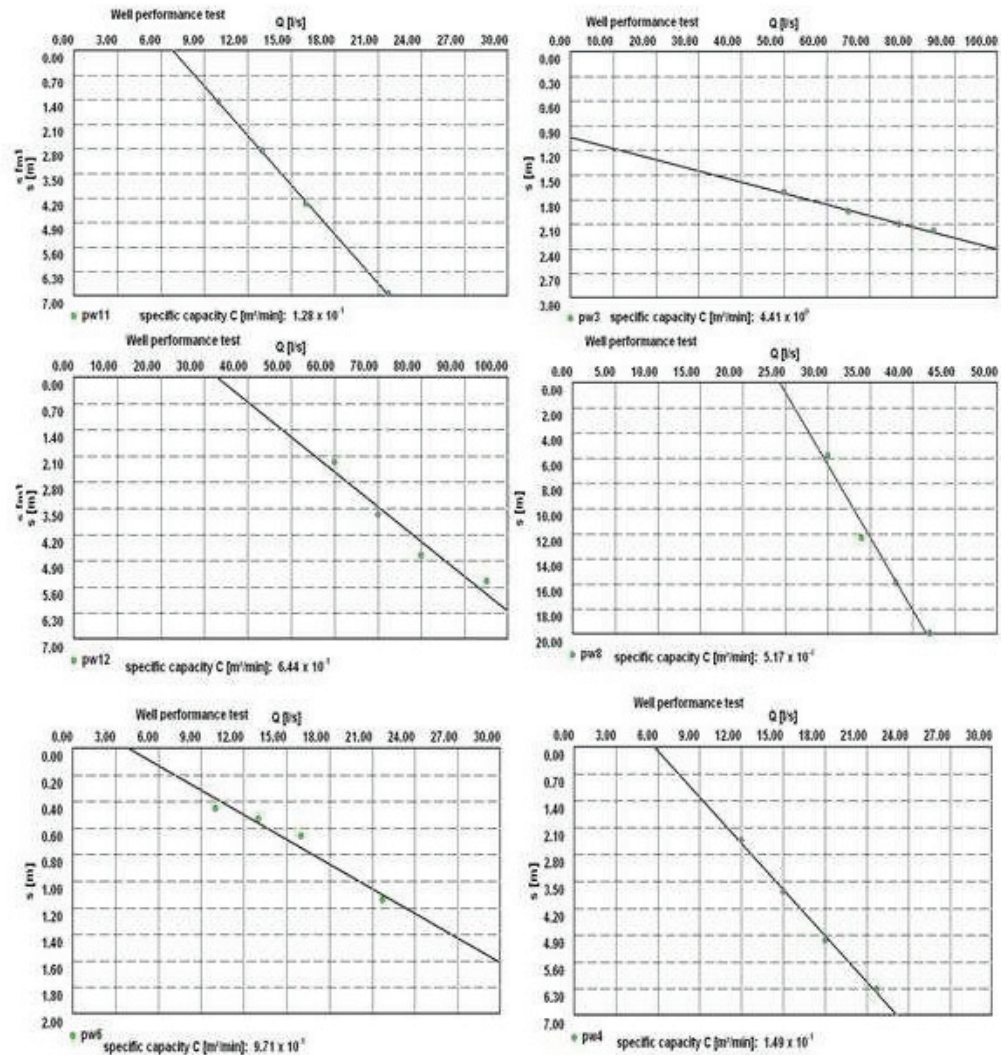 Well performance test
Q [l/s]
0.00 3.00 6.00 9.00 12.00 15.00 18.00 21.00 24.00 27.00 30.00
0.00
0.70
1.40
2.10
2.80
3.50
4.20
4.90
5.60
6.30
7.00
s [m]
s [m]
pw11 specific capacity C [m²/min]: 1.28 x 10⁻¹
Well performance test
Q [l/s]
0.00 10.00 20.00 30.00 40.00 50.00 60.00 70.00 80.00 90.00 100.00
0.00
0.30
0.60
0.90
1.20
1.50
1.80
2.10
2.40
2.70
3.00
s [m]
pw3 specific capacity C [m²/min]: 4.41 x 10⁰
Q [l/s]
0.00 10.00 20.00 30.00 40.00 50.00 60.00 70.00 80.00 90.00 100.00
0.00
0.70
1.40
2.10
2.80
3.50
4.20
4.90
5.60
6.30
7.00
s [m]
s [m]
pw12 specific capacity C [m²/min]: 6.44 x 10⁻¹
Well performance test
Q [l/s]
0.00 5.00 10.00 15.00 20.00 25.00 30.00 35.00 40.00 45.00 50.00
0.00
2.00
4.00
6.00
8.00
10.00
12.00
14.00
16.00
18.00
20.00
s [m]
pw8 specific capacity C [m²/min]: 5.17 x 10⁻²
Well performance test
Q [l/s]
0.00 3.00 6.00 9.00 12.00 15.00 18.00 21.00 24.00 27.00 30.00
0.00
0.20
0.40
0.60
0.80
1.00
1.20
1.40
1.60
1.80
2.00
s [m]
pw6 specific capacity C [m²/min]: 9.71 x 10⁻¹
Well performance test
Q [l/s]
0.00 3.00 6.00 9.00 12.00 15.00 18.00 21.00 24.00 27.00 30.00
0.00
0.70
1.40
2.10
2.80
3.50
4.20
4.90
5.60
6.30
7.00
s [m]
pw4 specific capacity C [m²/min]: 1.49 x 10⁻¹